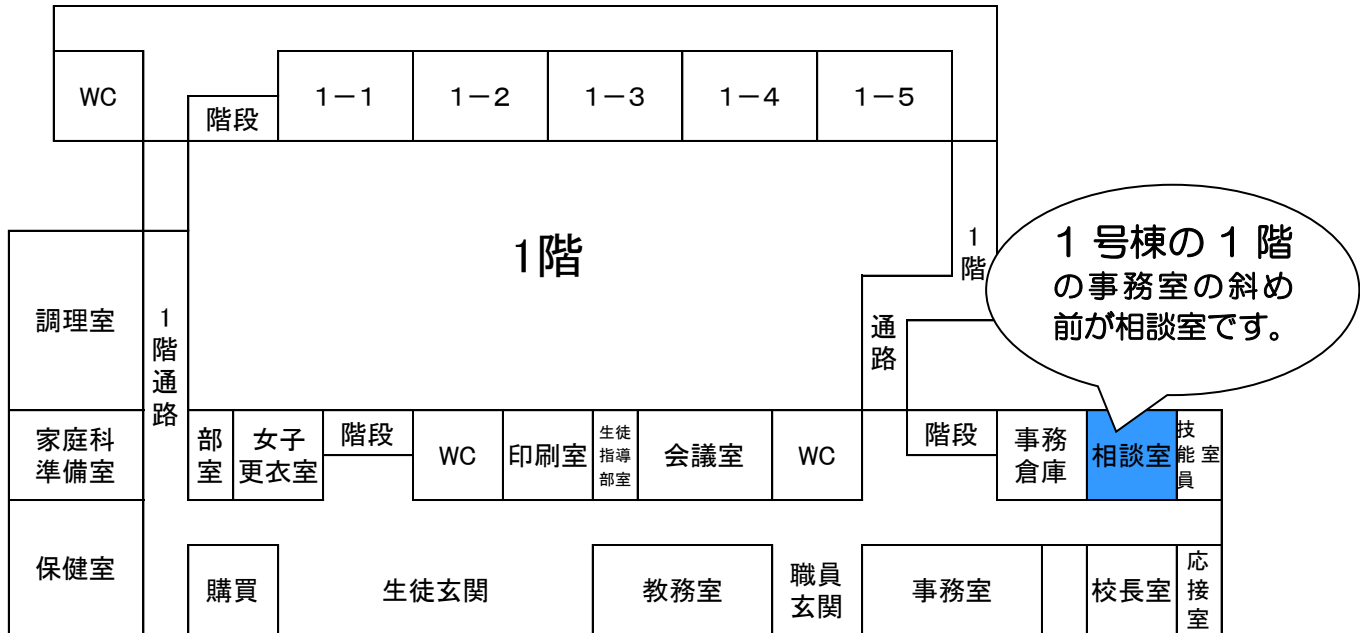 WC
階段
１－１
１－２
１－３
１－４
１－５
1階
1
階
通
路
１号棟の１階
の事務室の斜め
前が相談室です。
調理室
1
階
通
路
家庭科
準備室
部
室
女子
更衣室
階段
WC
印刷室
生徒
指導
部室
会議室
WC
階段
事務
倉庫
相談室
技
能
員
室
保健室
購買
生徒玄関
教務室
職員
玄関
事務室
校長室
応
接
室